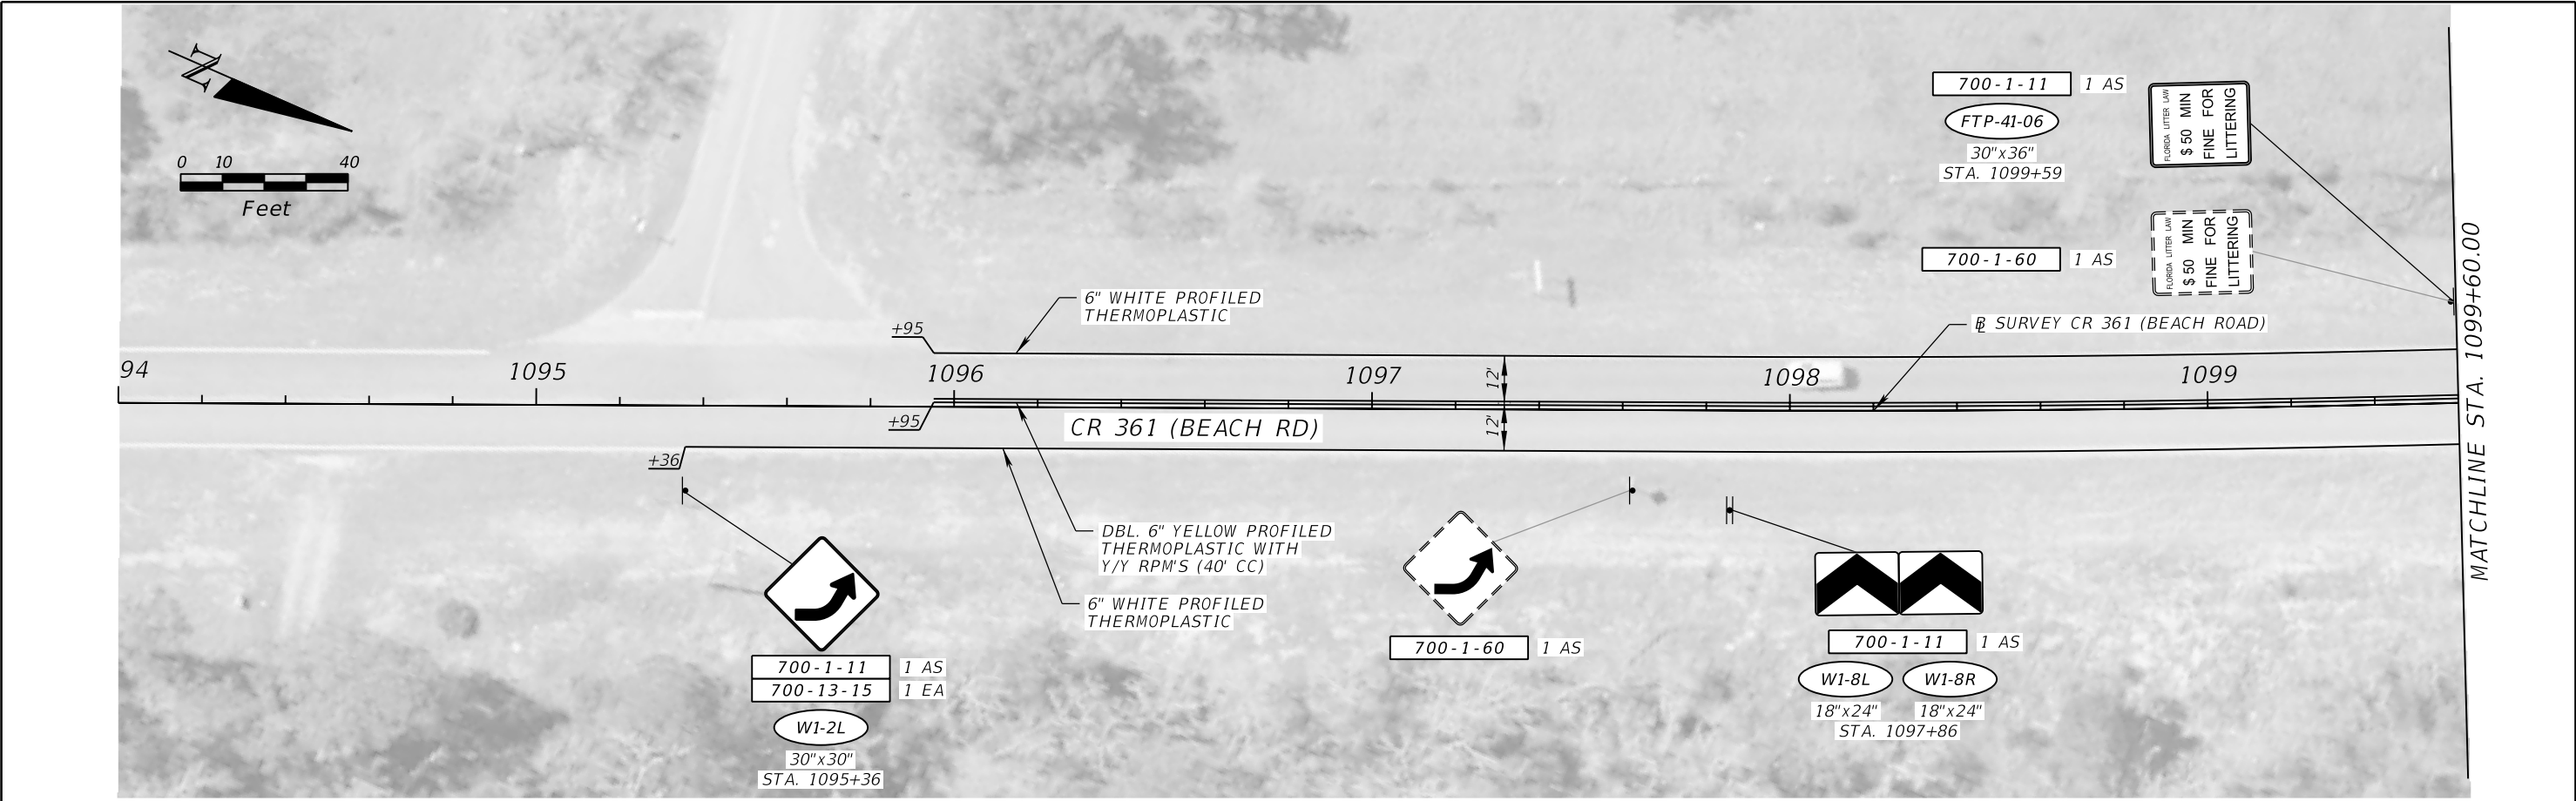 N
0 10 40
Feet
700-1-11 1 AS
FTP-41-06
30"x36"
STA. 1099+59
FLORIDA LITTER LAW
$ 50 MIN
FINE FOR
LITTERING
700-1-60 1 AS
FLORIDA LITTER LAW
$ 50 MIN
FINE FOR
LITTERING
MATCHLINE STA. 1099+60.00
6" WHITE PROFILED
THERMOPLASTIC
+95
BL SURVEY CR 361 (BEACH ROAD)
94 1095 1096 1097 1098 1099
12'
12'
+95
CR 361 (BEACH RD)
+36
DBL. 6" YELLOW PROFILED
THERMOPLASTIC WITH
Y/Y RPM'S (40' CC)
6" WHITE PROFILED
THERMOPLASTIC
700-1-11 1 AS
700-13-15 1 EA
W1-2L
30"x30"
STA. 1095+36
700-1-60 1 AS
700-1-11 1 AS
W1-8L W1-8R
18"x24" 18"x24"
STA. 1097+86